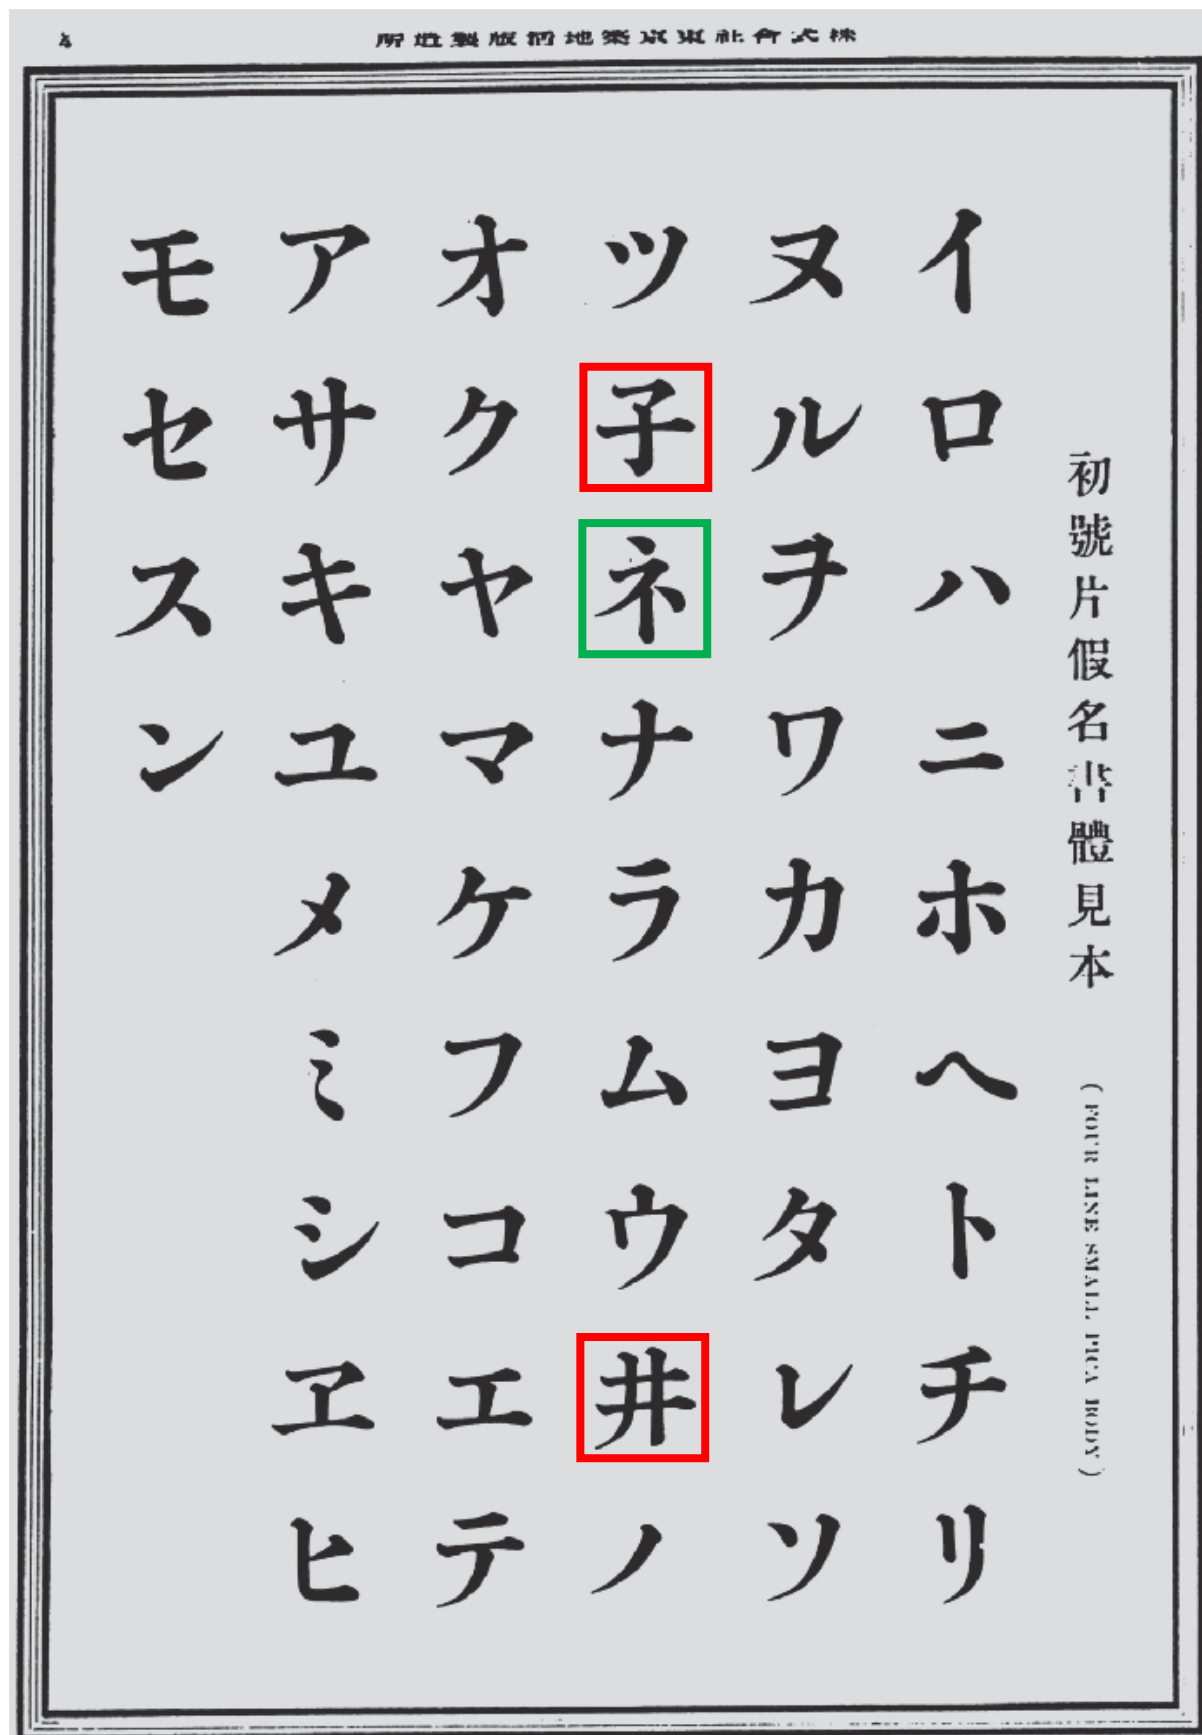 株式會社東京築地活版製造所
4
初號片假名書體見本 (FOUR LINE SMALL PICA BODY)
イロハニホヘトチリ
ヌルヲワカヨタレソ
ツ子ネナラムウ井ノ
オクヤマケフコエテ
アサキユメミシヱヒ
モセスン